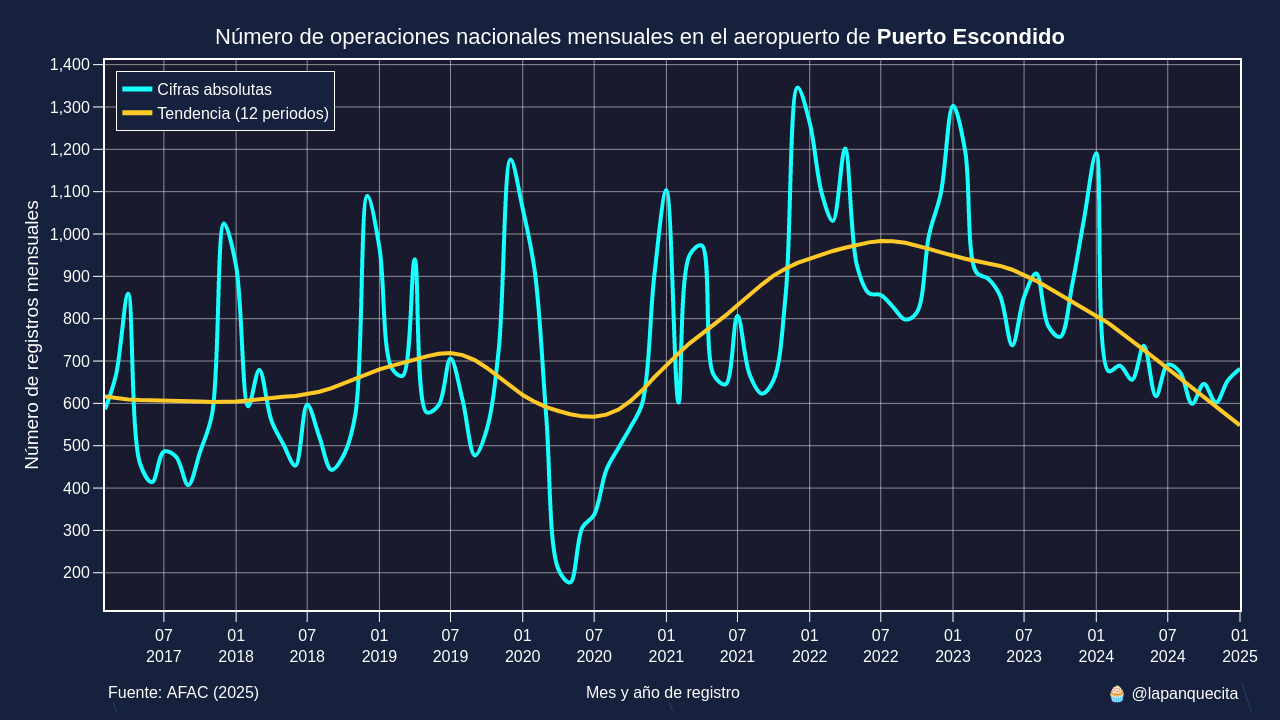 Número de operaciones nacionales mensuales en el aeropuerto de Puerto Escondido
Cifras absolutas
Tendencia (12 periodos)
Número de registros mensuales
1,400
1,300
1,200
1,100
1,000
900
800
700
600
500
400
300
200
07 01 07 01 07 01 07 01 07 01 07 01 07 01 07 01
2017 2018 2018 2019 2019 2020 2020 2021 2021 2022 2022 2023 2023 2024 2024 2025
Fuente: AFAC (2025)
Mes y año de registro
🧁 @lapanquecita